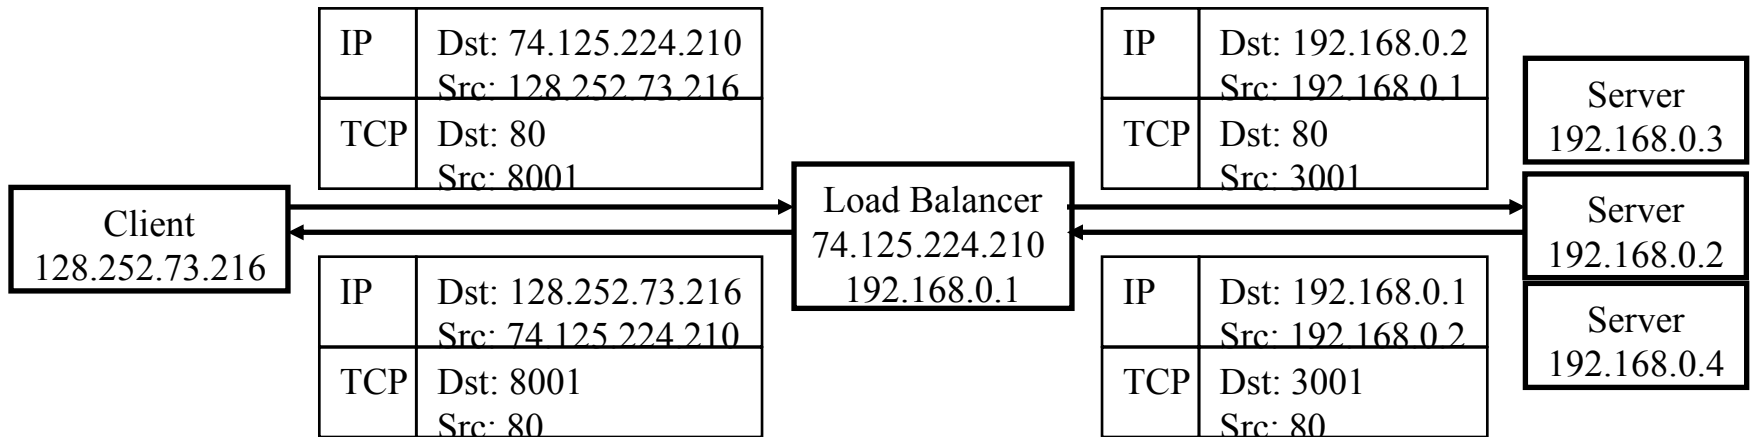 IP
Dst: 74.125.224.210
Src: 128.252.73.216
TCP
Dst: 80
Src: 8001
IP
Dst: 192.168.0.2
Src: 192.168.0.1
TCP
Dst: 80
Src: 3001
Server
192.168.0.3
Client
128.252.73.216
Load Balancer
74.125.224.210
192.168.0.1
Server
192.168.0.2
IP
Dst: 128.252.73.216
Src: 74.125.224.210
TCP
Dst: 8001
Src: 80
IP
Dst: 192.168.0.1
Src: 192.168.0.2
TCP
Dst: 3001
Src: 80
Server
192.168.0.4